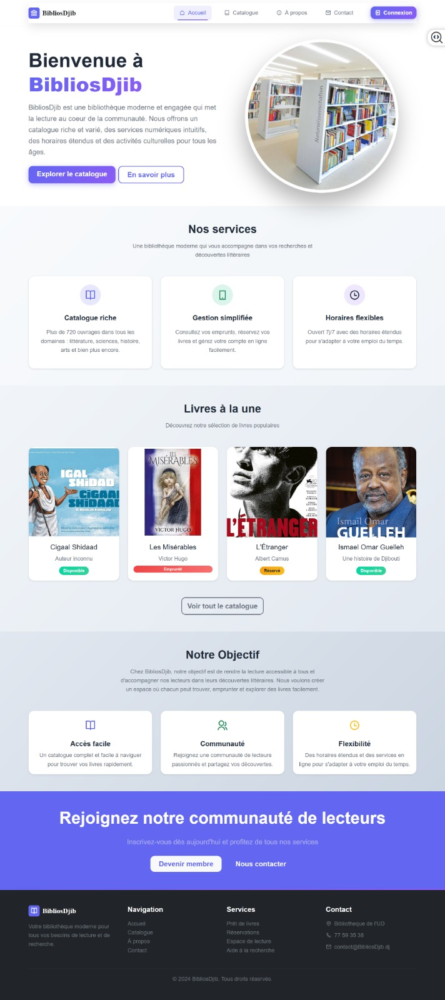 BibliosDjib
Accueil
Catalogue
À propos
Contact
Connexion
Bienvenue à
BibliosDjib
BibliosDjib est une bibliothèque moderne et engagée qui met
la lecture au coeur de la communauté. Nous offrons un
catalogue riche et varié, des services numériques intuitifs,
des horaires étendus et des activités culturelles pour tous les
âges.
Explorer le catalogue
En savoir plus
Naturwissenschaften
Nos services
Une bibliothèque moderne qui vous accompagne dans vos recherches et
découvertes littéraires
Catalogue riche
Plus de 720 ouvrages dans tous les
domaines : littérature, sciences, histoire,
arts et bien plus encore.
Gestion simplifiée
Consultez vos emprunts, réservez vos
livres et gérez votre compte en ligne
facilement.
Horaires flexibles
Ouvert 7j/7 avec des horaires étendus
pour s'adapter à votre emploi du temps.
Livres à la une
Découvrez notre sélection de livres populaires
IGAL
SHIDAD
CIGAAL
SHIDAAD
Cigaal Shidaad
Auteur inconnu
Disponible
LES
MISÉRABLES
VICTOR HUGO
Les Misérables
Victor Hugo
Emprunté
L'ÉTRANGER
L'Étranger
Albert Camus
Réservé
Ismaïl Omar
GUELLEH
Ismael Omar Guelleh
Une histoire de Djibouti
Disponible
Voir tout le catalogue
Notre Objectif
Chez BibliosDjib, notre objectif est de rendre la lecture accessible à tous et
d'accompagner nos lecteurs dans leurs découvertes littéraires. Nous voulons créer
un espace où chacun peut trouver, emprunter et explorer des livres facilement.
Accès facile
Un catalogue complet et facile à naviguer
pour trouver vos livres rapidement.
Communauté
Rejoignez une communauté de lecteurs
passionnés et partagez vos découvertes.
Flexibilité
Des horaires étendus et des services en
ligne pour s'adapter à votre emploi du temps.
Rejoignez notre communauté de lecteurs
Inscrivez-vous dès aujourd'hui et profitez de tous nos services
Devenir membre
Nous contacter
BibliosDjib
Votre bibliothèque moderne pour
tous vos besoins de lecture et de
recherche.
Navigation
Accueil
Catalogue
À propos
Contact
Services
Prêt de livres
Réservations
Espace de lecture
Aide à la recherche
Contact
Bibliotheque de l'UD
77 59 35 38
contact@BibliosDjib.dj
© 2024 BibliosDjib. Tous droits réservés.